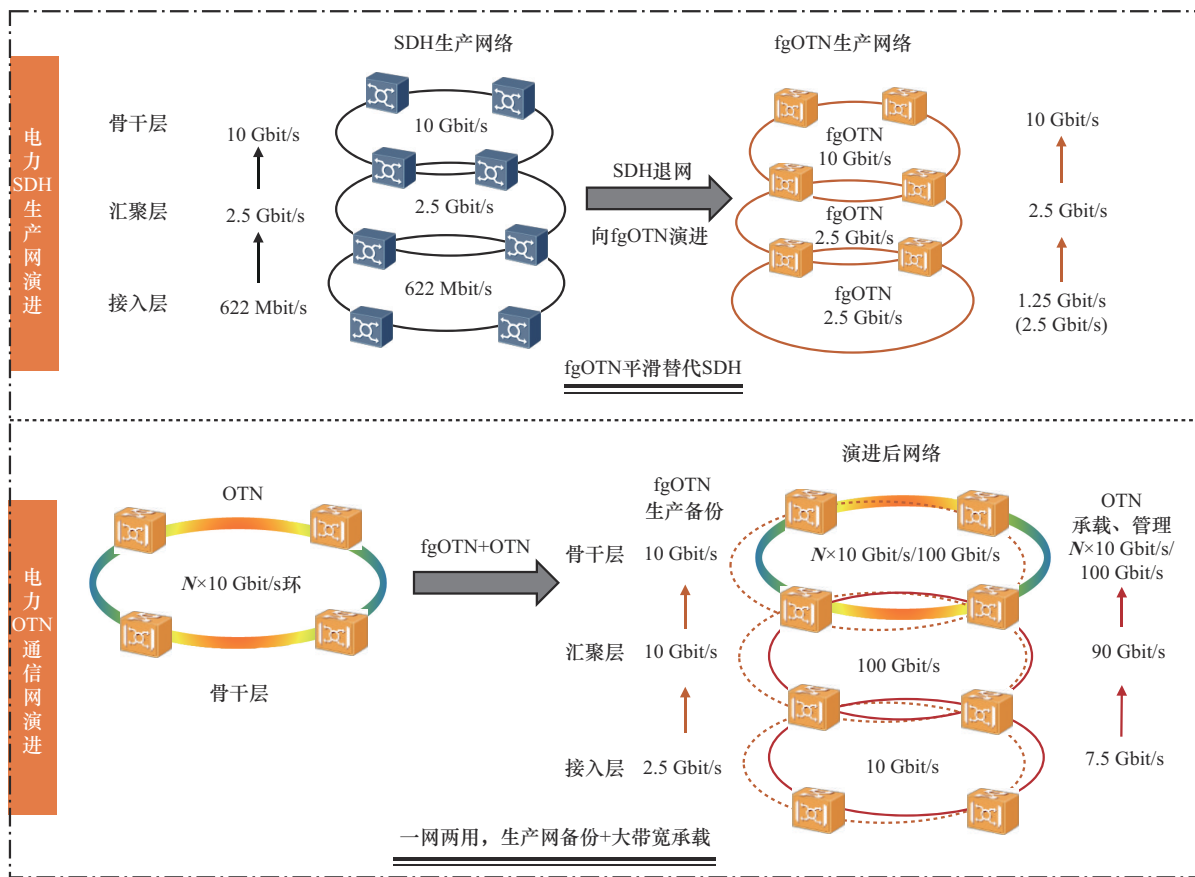 电
力
SDH
生
产
网
演
进
SDH生产网络
fgOTN生产网络
骨干层
10 Gbit/s
10 Gbit/s
fgOTN
10 Gbit/s
10 Gbit/s
SDH退网
向fgOTN演进
汇聚层
2.5 Gbit/s
2.5 Gbit/s
fgOTN
2.5 Gbit/s
2.5 Gbit/s
接入层
622 Mbit/s
622 Mbit/s
fgOTN
2.5 Gbit/s
1.25 Gbit/s
(2.5 Gbit/s)
fgOTN平滑替代SDH
电
力
OTN
通
信
网
演
进
OTN
N×10 Gbit/s环
骨干层
fgOTN+OTN
演进后网络
fgOTN
生产备份
OTN
承载、管理
N×10 Gbit/s/
100 Gbit/s
骨干层
10 Gbit/s
N×10 Gbit/s/100 Gbit/s
汇聚层
10 Gbit/s
100 Gbit/s
90 Gbit/s
接入层
2.5 Gbit/s
10 Gbit/s
7.5 Gbit/s
一网两用，生产网备份+大带宽承载